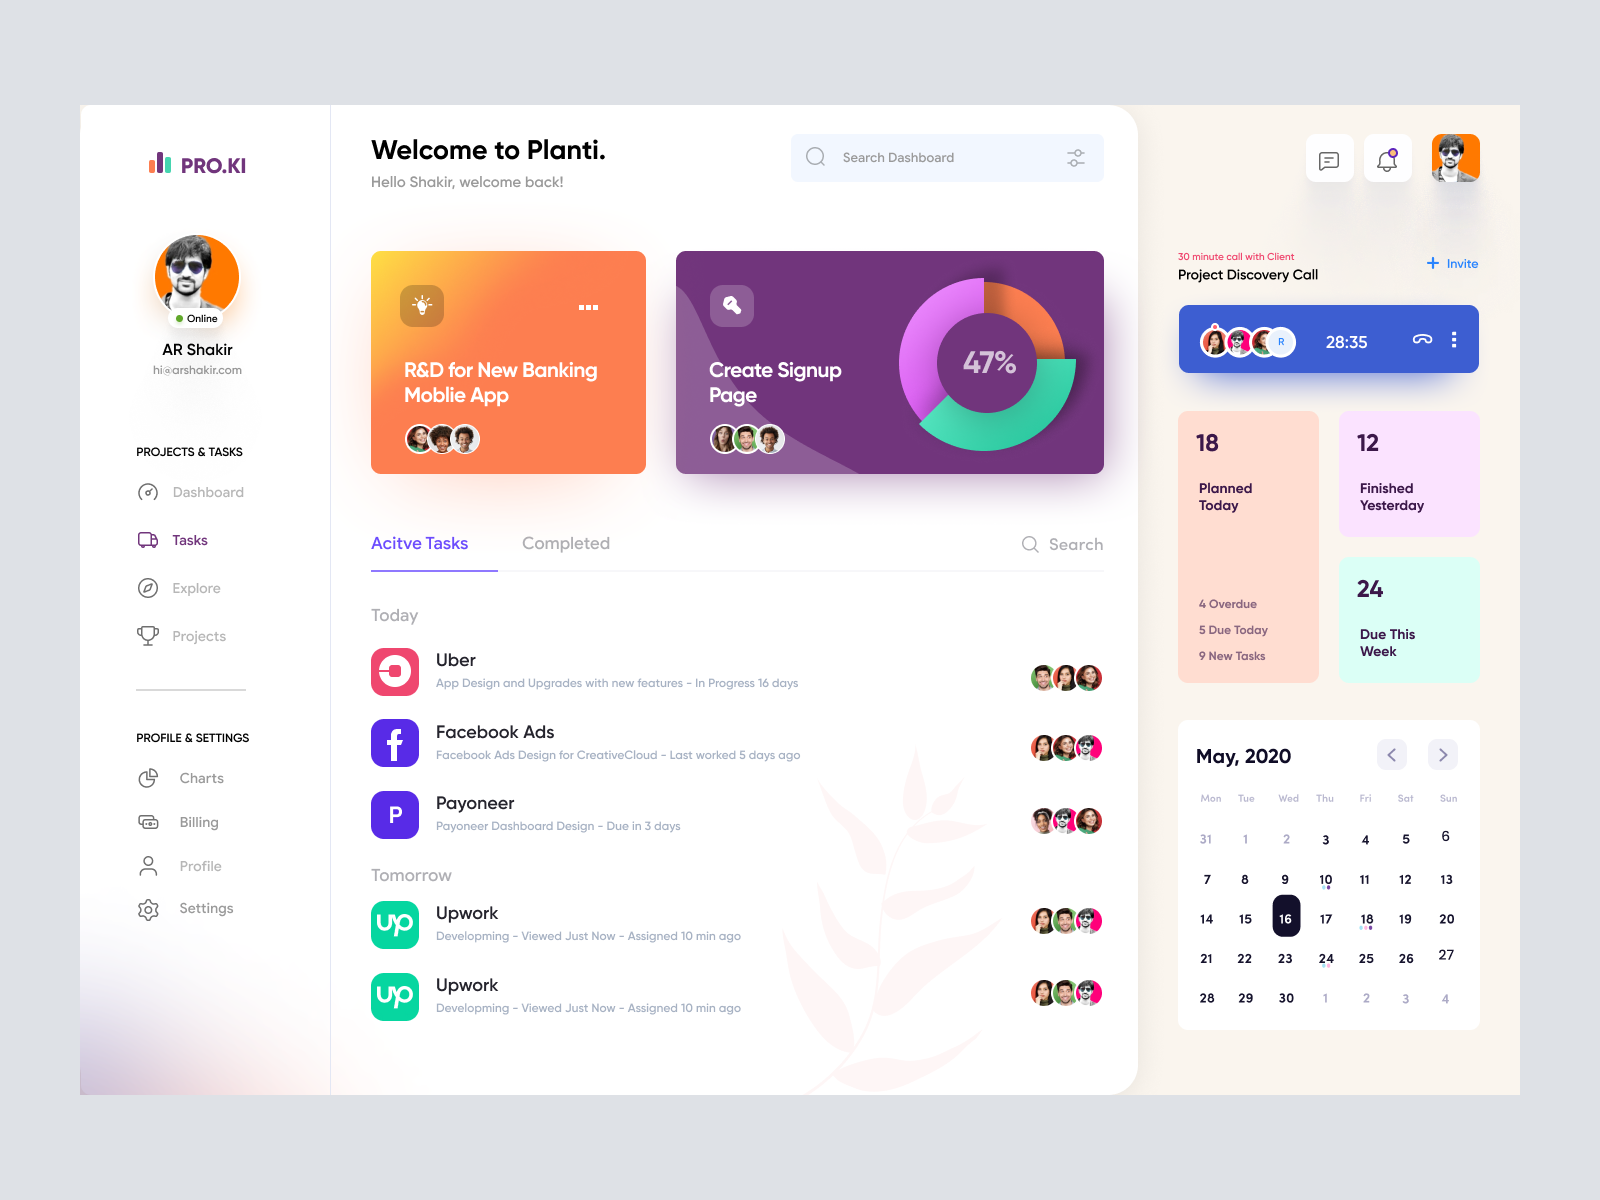 PRO.KI
Online
AR Shakir
hi@arshakir.com
PROJECTS & TASKS
Dashboard
Tasks
Explore
Projects
PROFILE & SETTINGS
Charts
Billing
Profile
Settings
Welcome to Planti.
Hello Shakir, welcome back!
Search Dashboard
R&D for New Banking
Moblie App
Create Signup
Page
47%
Acitve Tasks
Completed
Search
Today
Uber
App Design and Upgrades with new features - In Progress 16 days
Facebook Ads
Facebook Ads Design for CreativeCloud - Last worked 5 days ago
P
Payoneer
Payoneer Dashboard Design - Due in 3 days
Tomorrow
up
Upwork
Developming - Viewed Just Now - Assigned 10 min ago
up
Upwork
Developming - Viewed Just Now - Assigned 10 min ago
30 minute call with Client
Project Discovery Call
Invite
R
28:35
18
Planned
Today
4 Overdue
5 Due Today
9 New Tasks
12
Finished
Yesterday
24
Due This
Week
May, 2020
Mon Tue Wed Thu Fri Sat Sun
31 1 2 3 4 5 6
7 8 9 10 11 12 13
14 15 16 17 18 19 20
21 22 23 24 25 26 27
28 29 30 1 2 3 4